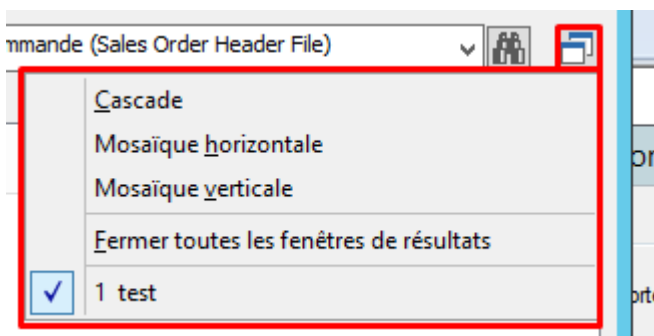 mmande (Sales Order Header File)
Cascade
Mosaïque horizontale
Mosaïque verticale
Fermer toutes les fenêtres de résultats
1 test